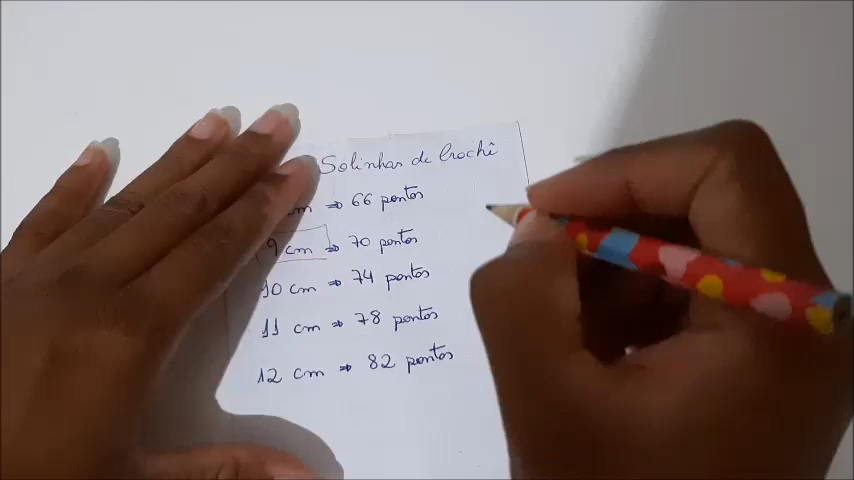 Solinhas de Crochê
cm ⇒ 66 pontos
9 cm ⇒ 70 pontos
10 cm ⇒ 74 pontos
11 cm ⇒ 78 pontos
12 cm ⇒ 82 pontos